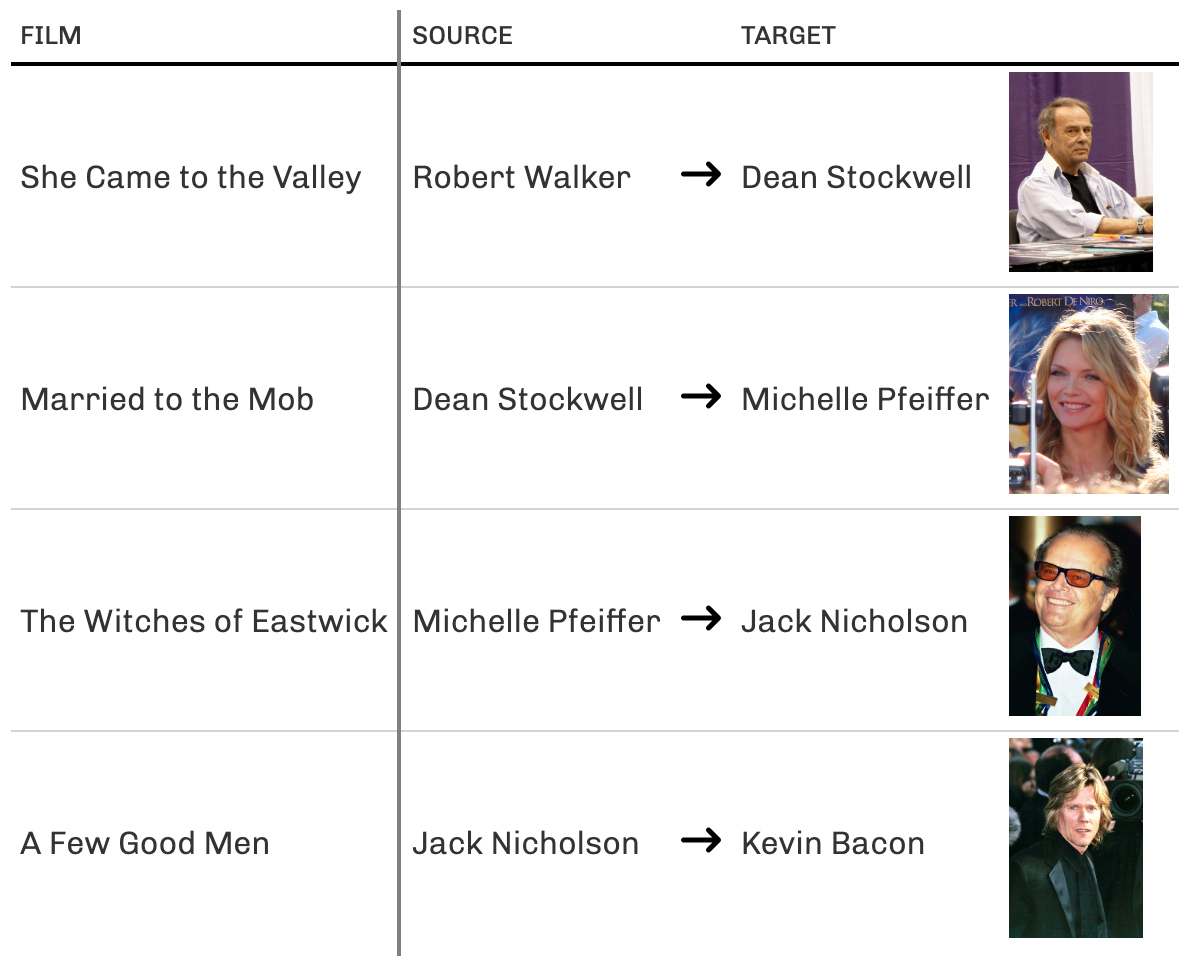 FILM SOURCE TARGET
She Came to the Valley Robert Walker → Dean Stockwell
ROBERT DE NIRO
Married to the Mob Dean Stockwell → Michelle Pfeiffer
The Witches of Eastwick Michelle Pfeiffer → Jack Nicholson
A Few Good Men Jack Nicholson → Kevin Bacon